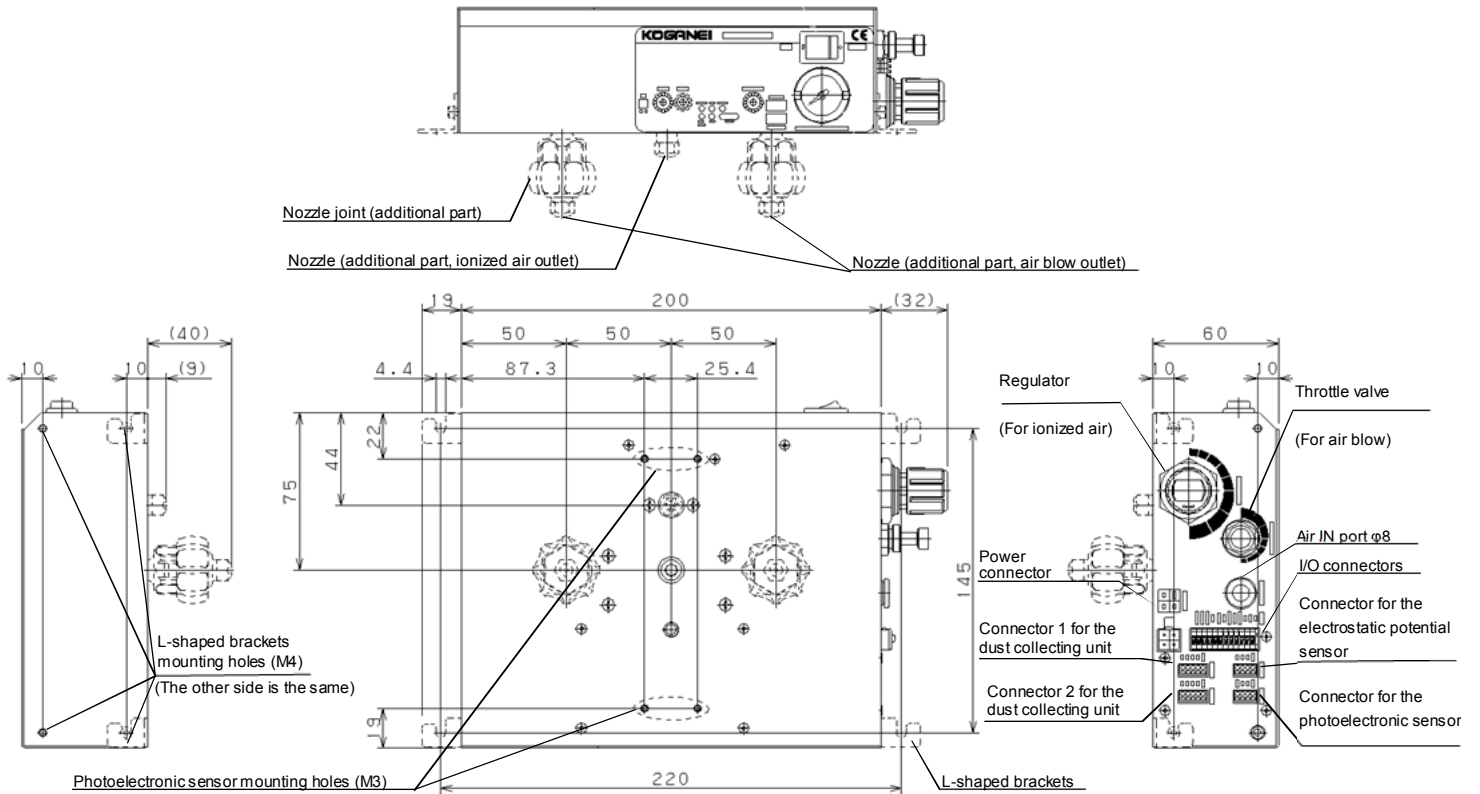 KOGANEI
CE
Nozzle joint (additional part)
Nozzle (additional part, ionized air outlet)
Nozzle (additional part, air blow outlet)
19
200
(32)
(40)
50
50
50
60
10
10
(9)
4.4
87.3
25.4
10
10
Regulator
(For ionized air)
Throttle valve
(For air blow)
22
44
75
145
Air IN port φ8
Power
connector
I/O connectors
Connector for the
electrostatic potential
sensor
Connector 1 for the
dust collecting unit
L-shaped brackets
mounting holes (M4)
(The other side is the same)
Connector 2 for the
dust collecting unit
Connector for the
photoelectronic sensor
19
Photoelectronic sensor mounting holes (M3)
220
L-shaped brackets